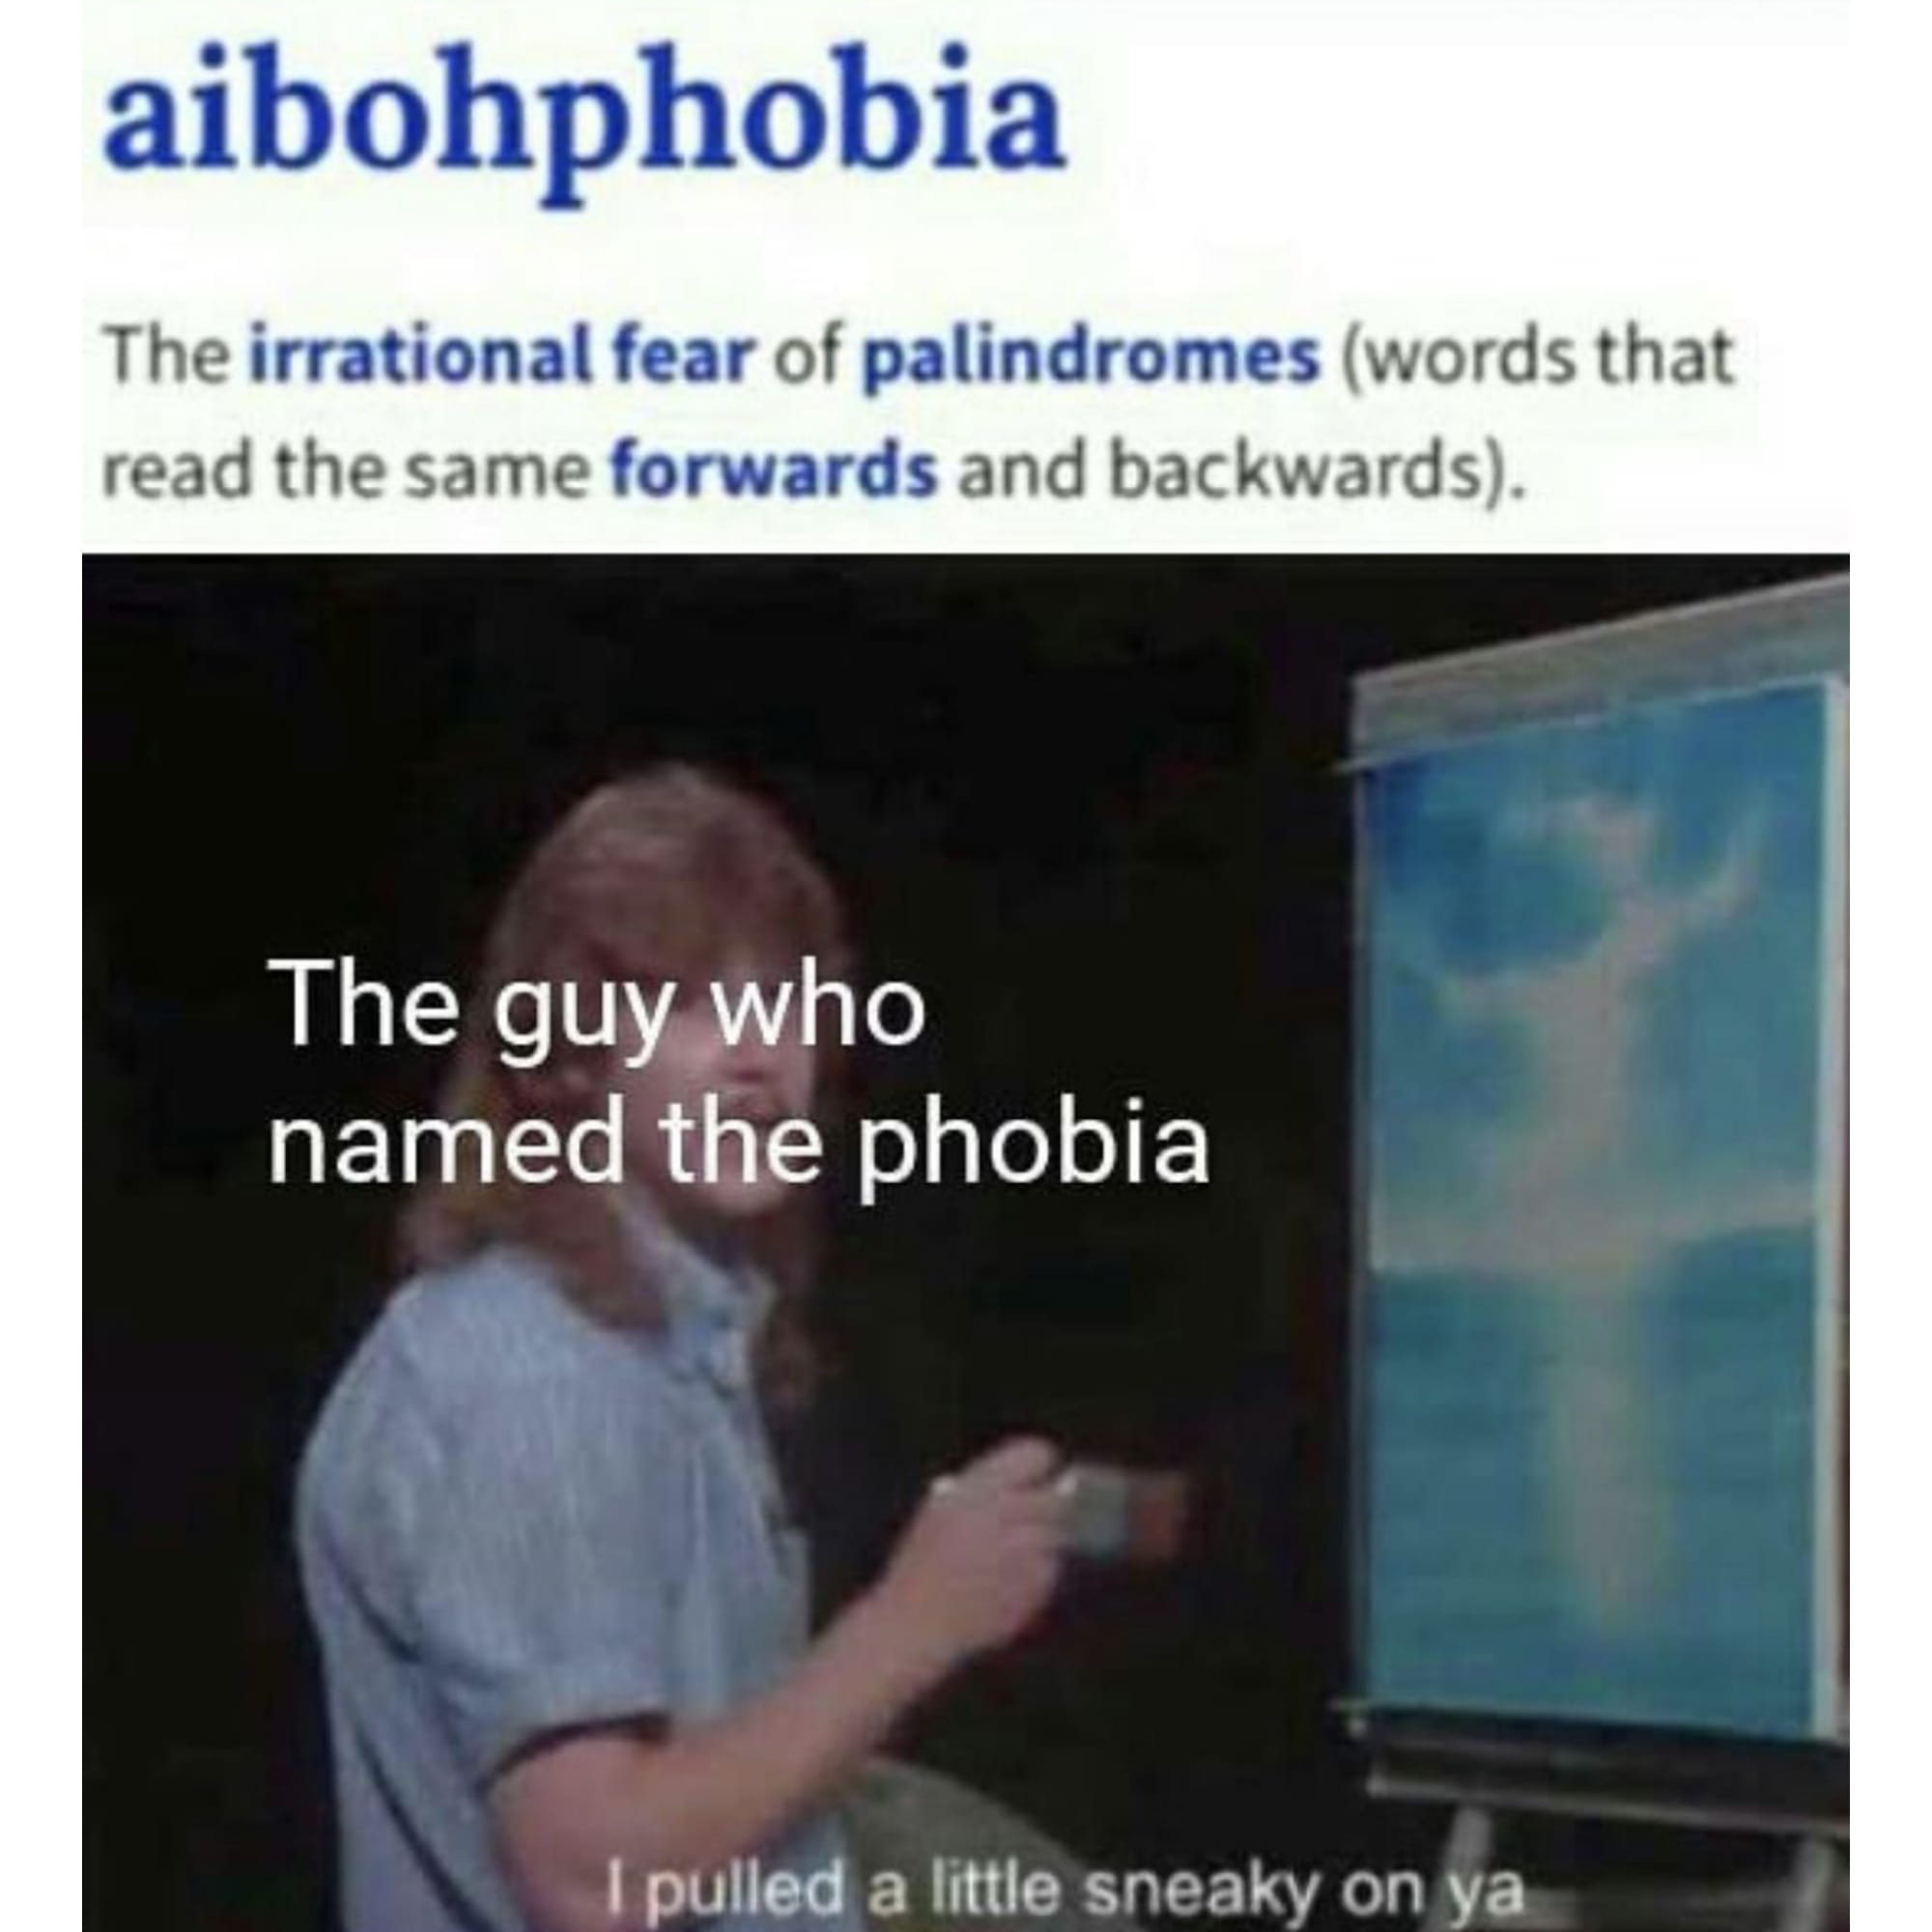 aibohphobia
The irrational fear of palindromes (words that
read the same forwards and backwards).
The guy who
named the phobia
I pulled a little sneaky on ya